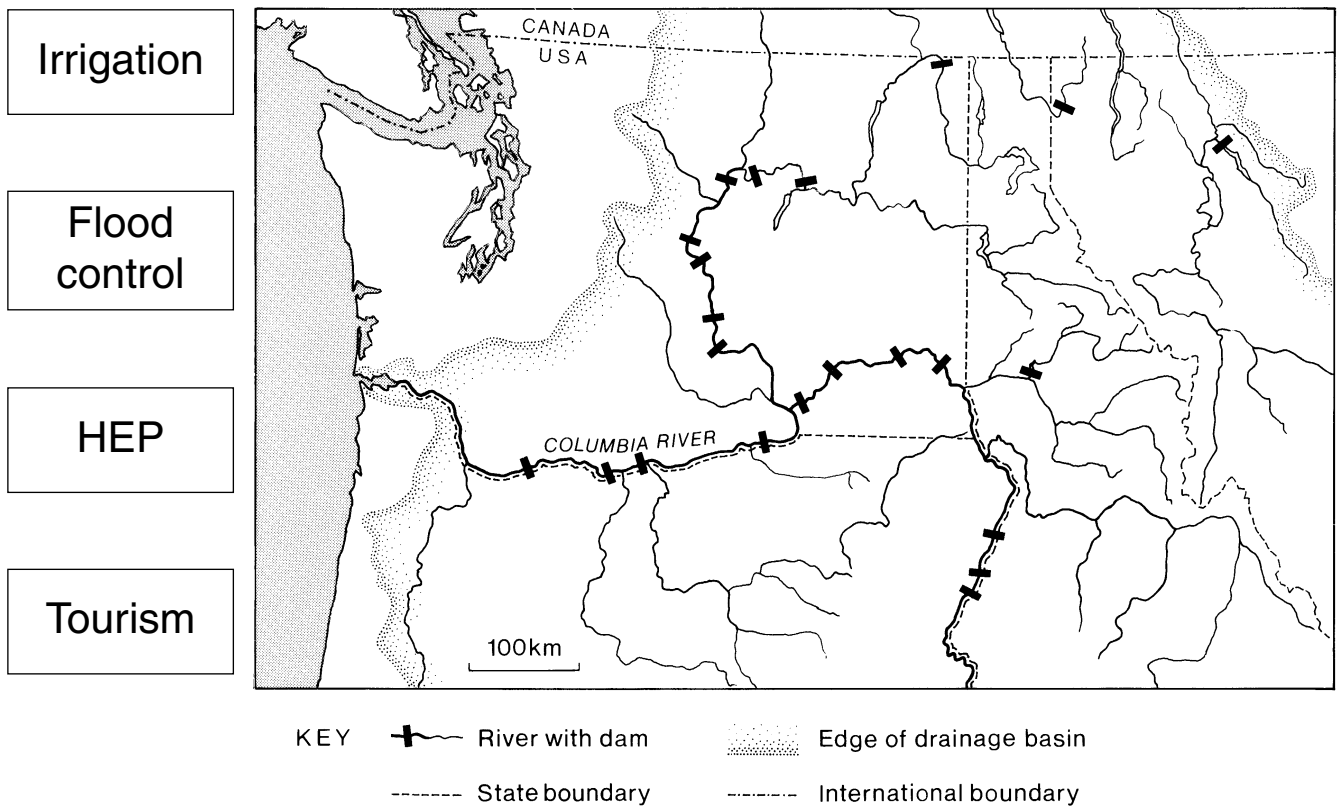 Irrigation
Flood
control
HEP
Tourism
CANADA
USA
COLUMBIA RIVER
100km
KEY
River with dam
Edge of drainage basin
State boundary
International boundary